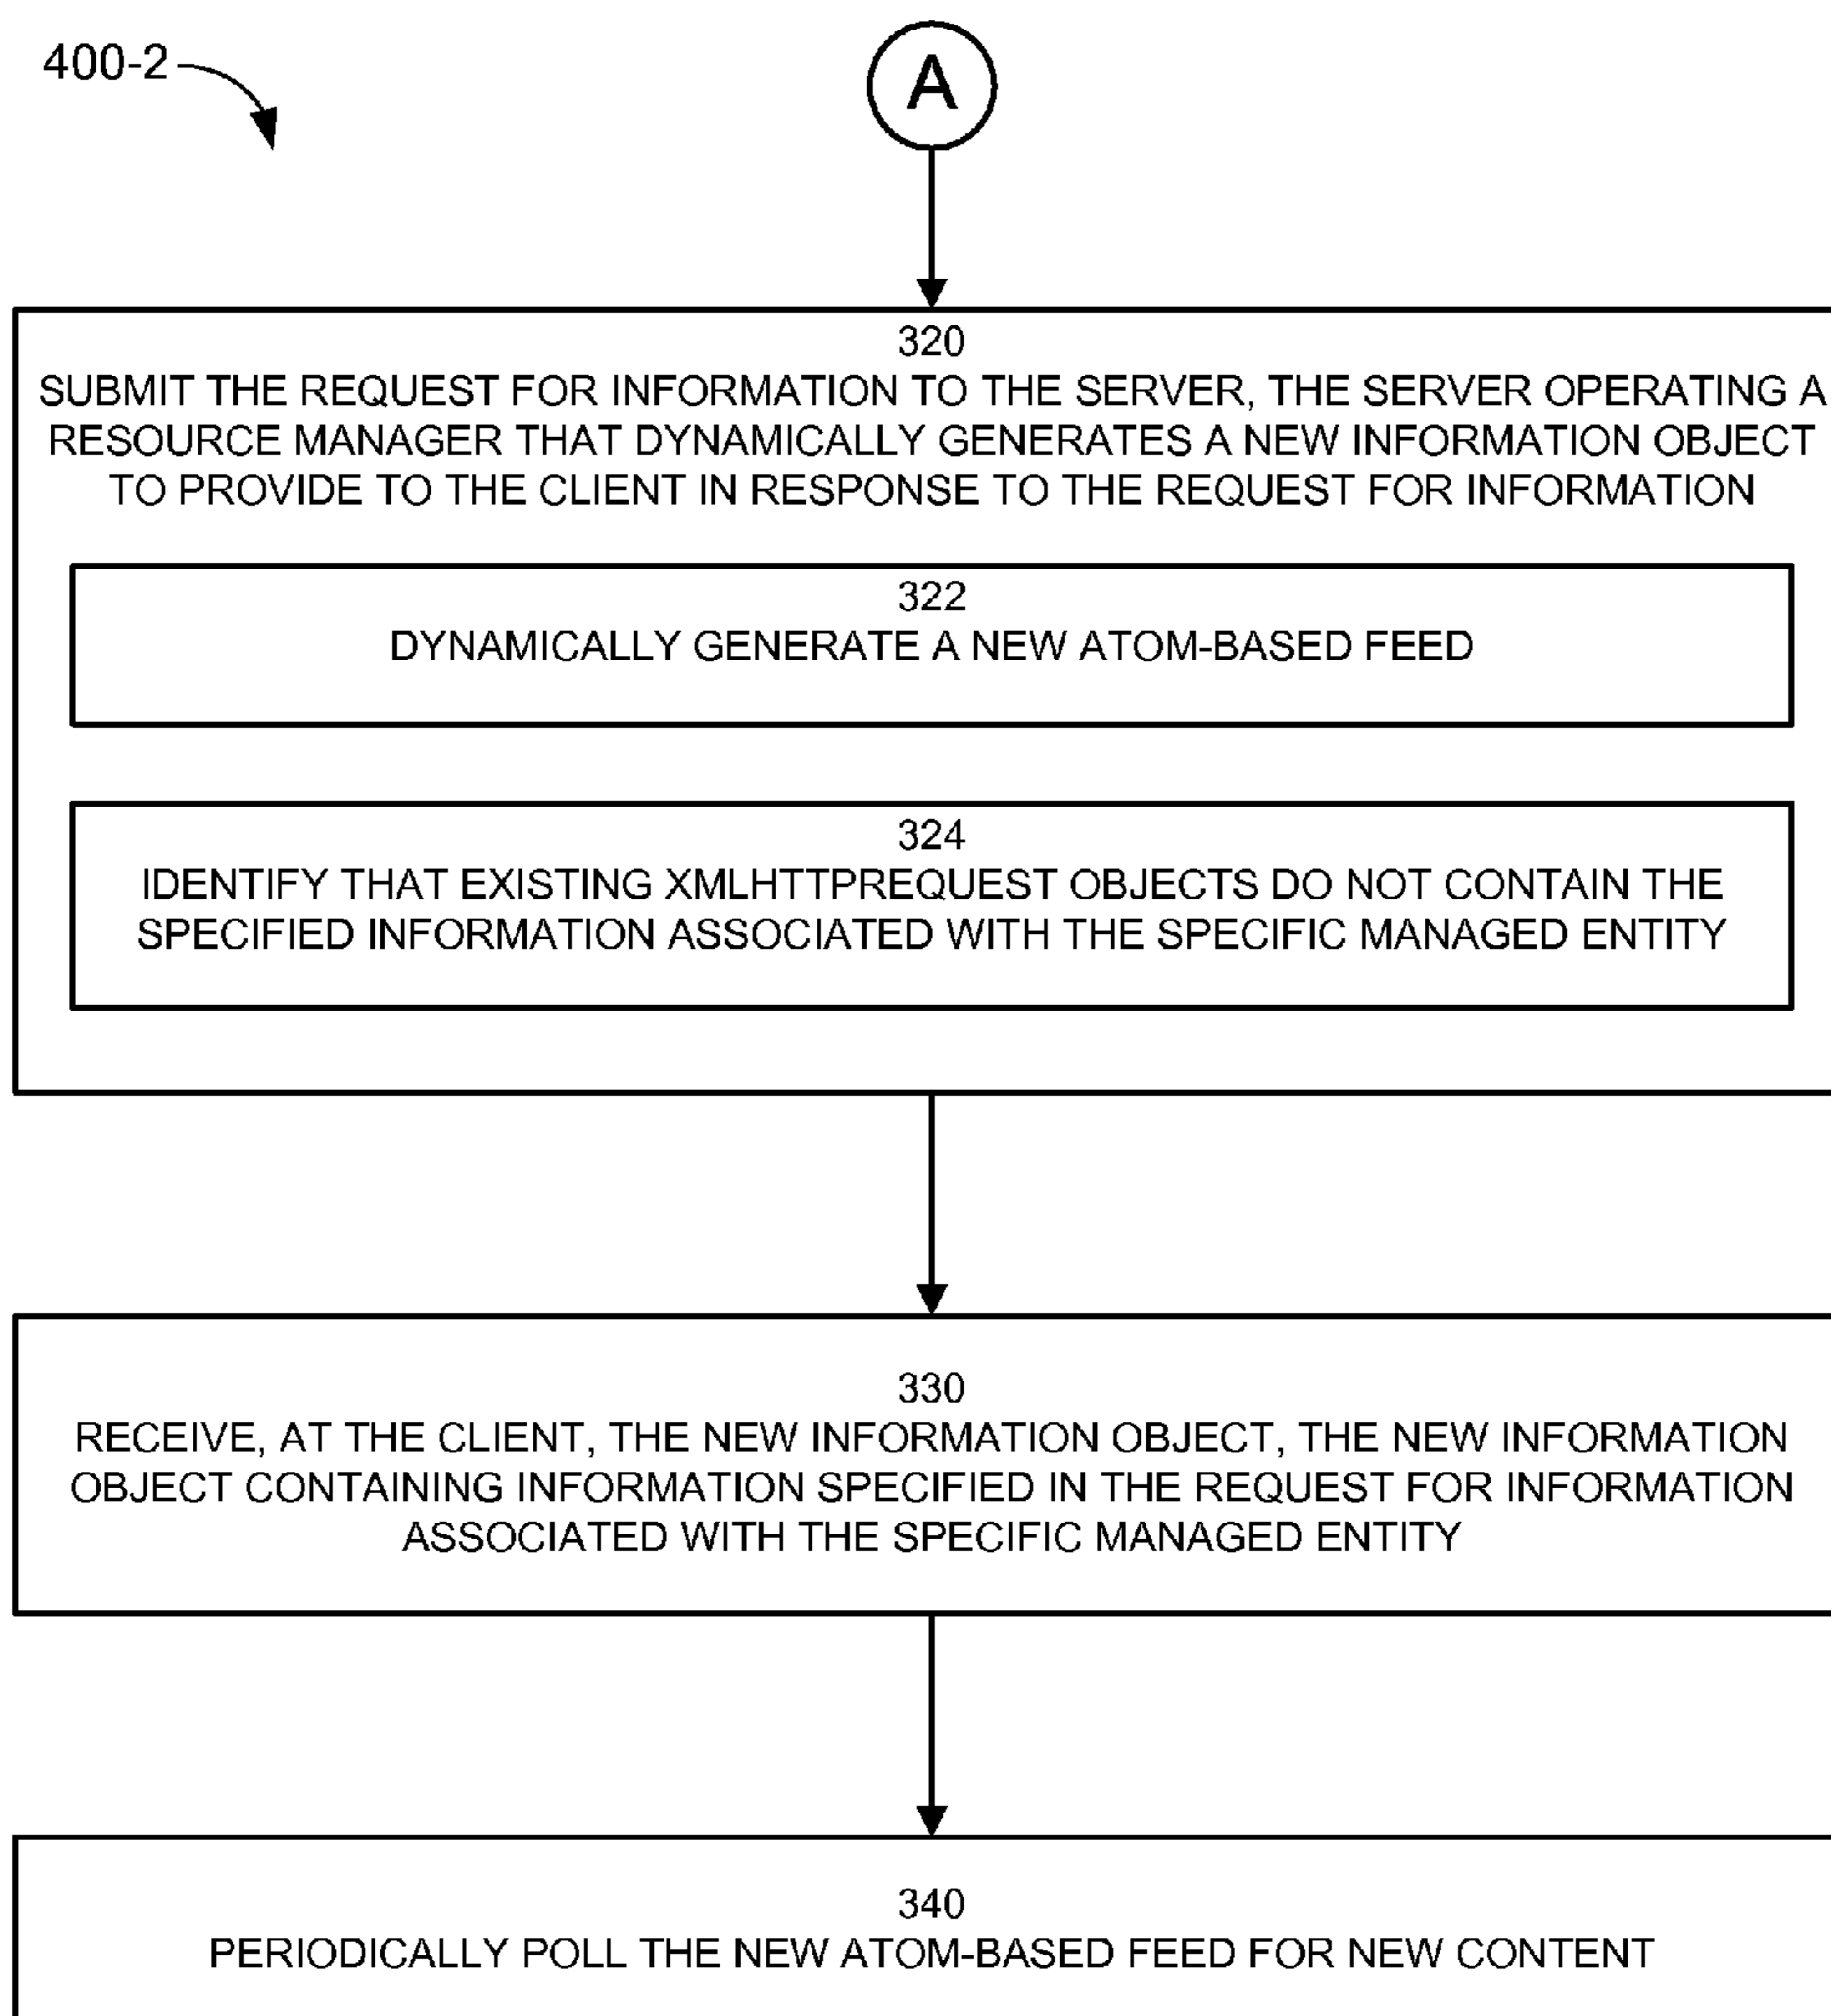 400-2
A
320
SUBMIT THE REQUEST FOR INFORMATION TO THE SERVER, THE SERVER OPERATING A
RESOURCE MANAGER THAT DYNAMICALLY GENERATES A NEW INFORMATION OBJECT
TO PROVIDE TO THE CLIENT IN RESPONSE TO THE REQUEST FOR INFORMATION
322
DYNAMICALLY GENERATE A NEW ATOM-BASED FEED
324
IDENTIFY THAT EXISTING XMLHTTPREQUEST OBJECTS DO NOT CONTAIN THE
SPECIFIED INFORMATION ASSOCIATED WITH THE SPECIFIC MANAGED ENTITY
330
RECEIVE, AT THE CLIENT, THE NEW INFORMATION OBJECT, THE NEW INFORMATION
OBJECT CONTAINING INFORMATION SPECIFIED IN THE REQUEST FOR INFORMATION
ASSOCIATED WITH THE SPECIFIC MANAGED ENTITY
340
PERIODICALLY POLL THE NEW ATOM-BASED FEED FOR NEW CONTENT